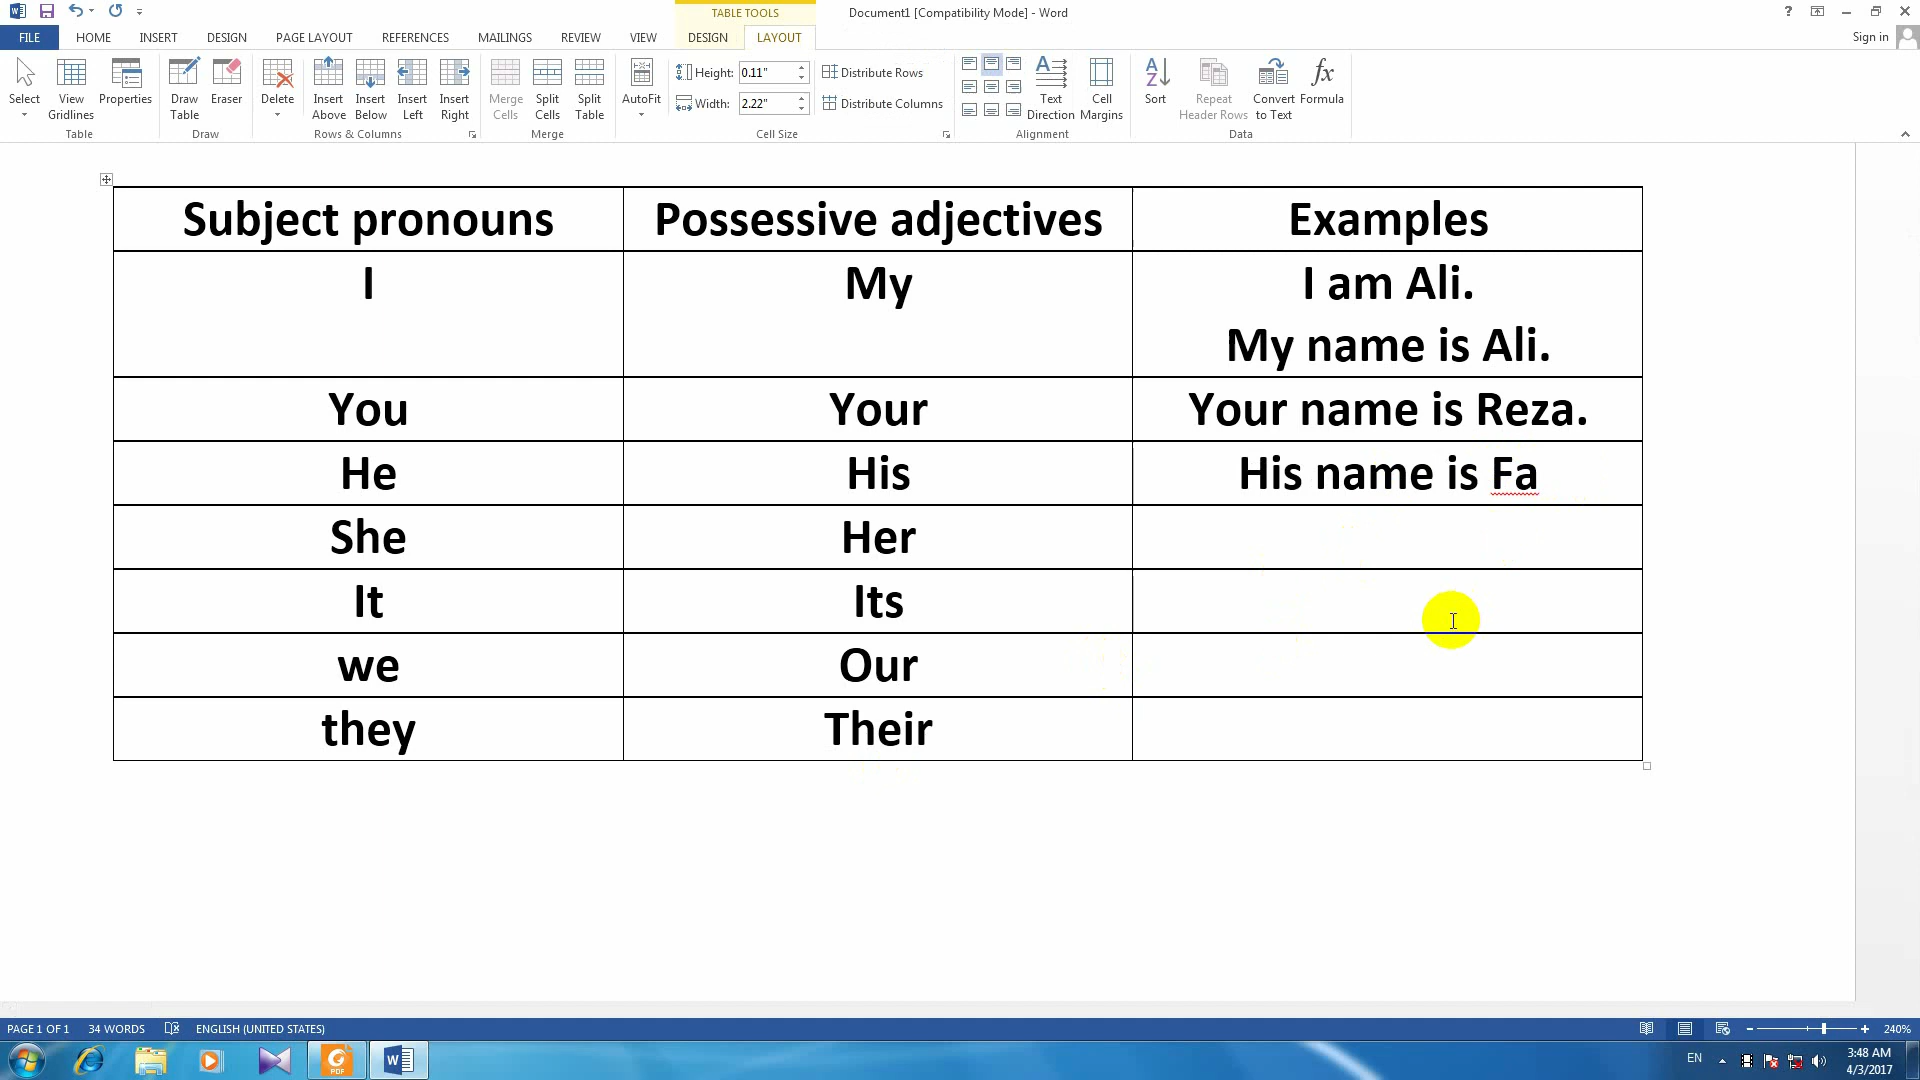 TABLE TOOLS
Document1 [Compatibility Mode] - Word
FILE HOME INSERT DESIGN PAGE LAYOUT REFERENCES MAILINGS REVIEW VIEW DESIGN LAYOUT Sign in
Select View Gridlines Properties Draw Table Eraser Delete Insert Above Insert Below Insert Left Insert Right Merge Cells Split Cells Split Table AutoFit
Height: 0.11" Distribute Rows
Width: 2.22" Distribute Columns
Text Direction Cell Margins Sort Repeat Header Rows Convert to Text Formula
Table Draw Rows & Columns Merge Cell Size Alignment Data
Subject pronouns Possessive adjectives Examples
I My I am Ali.
My name is Ali.
You Your Your name is Reza.
He His His name is Fa
She Her
It Its
we Our
they Their
PAGE 1 OF 1 34 WORDS ENGLISH (UNITED STATES) 240%
EN 3:48 AM
4/3/2017